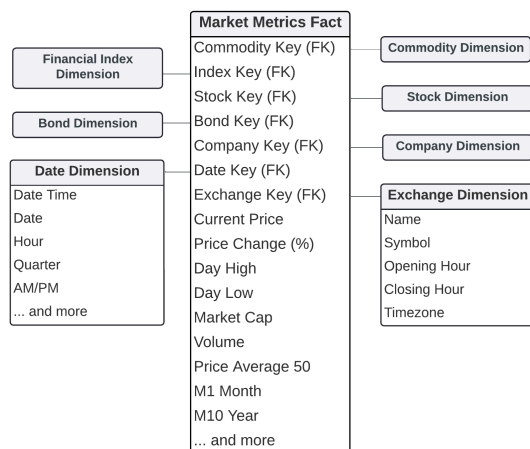 Market Metrics Fact
Commodity Key (FK)
Index Key (FK)
Stock Key (FK)
Bond Key (FK)
Company Key (FK)
Date Key (FK)
Exchange Key (FK)
Current Price
Price Change (%)
Day High
Day Low
Market Cap
Volume
Price Average 50
M1 Month
M10 Year
... and more
Financial Index
Dimension
Bond Dimension
Date Dimension
Date Time
Date
Hour
Quarter
AM/PM
... and more
Commodity Dimension
Stock Dimension
Company Dimension
Exchange Dimension
Name
Symbol
Opening Hour
Closing Hour
Timezone